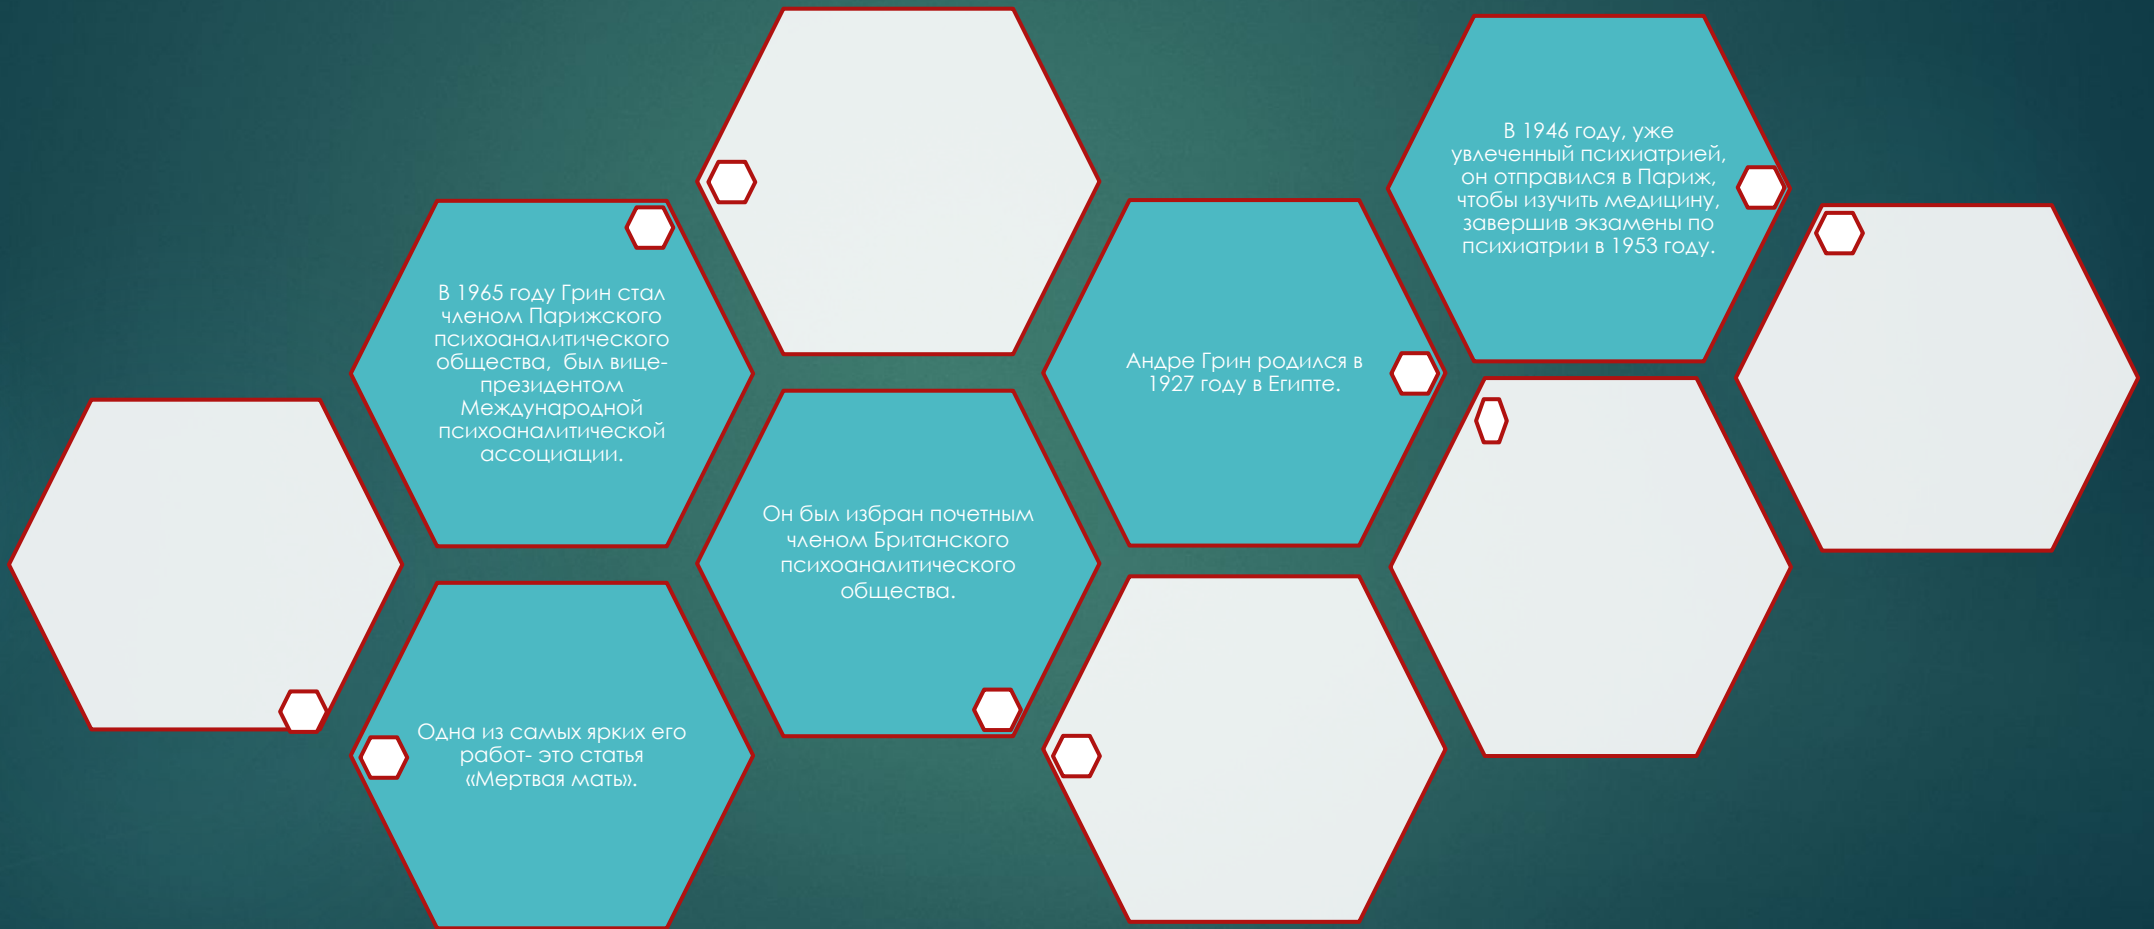 В 1946 году, уже
увлеченный психиатрией,
он отправился в Париж,
чтобы изучить медицину,
завершив экзамены по
психиатрии в 1953 году.
В 1965 году Грин стал
членом Парижского
психоаналитического
общества,  был вице-
президентом
Международной
психоаналитической
ассоциации.
Андре Грин родился в
1927 году в Египте.
Он был избран почетным
членом Британского
психоаналитического
общества.
Одна из самых ярких его
работ- это статья
«Мертвая мать».